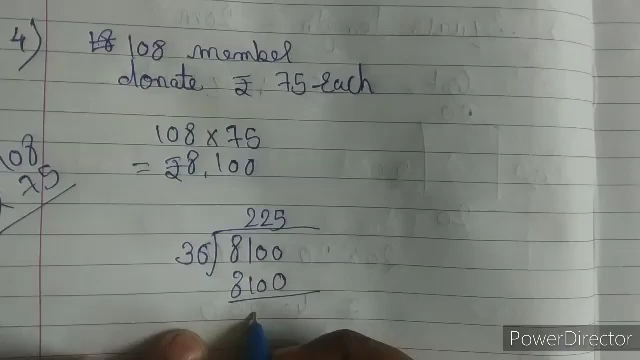 4) 108 member
donate ₹ 75 each
108 × 75
= ₹8,100
108
×75
225
36)8100
8100
PowerDirector